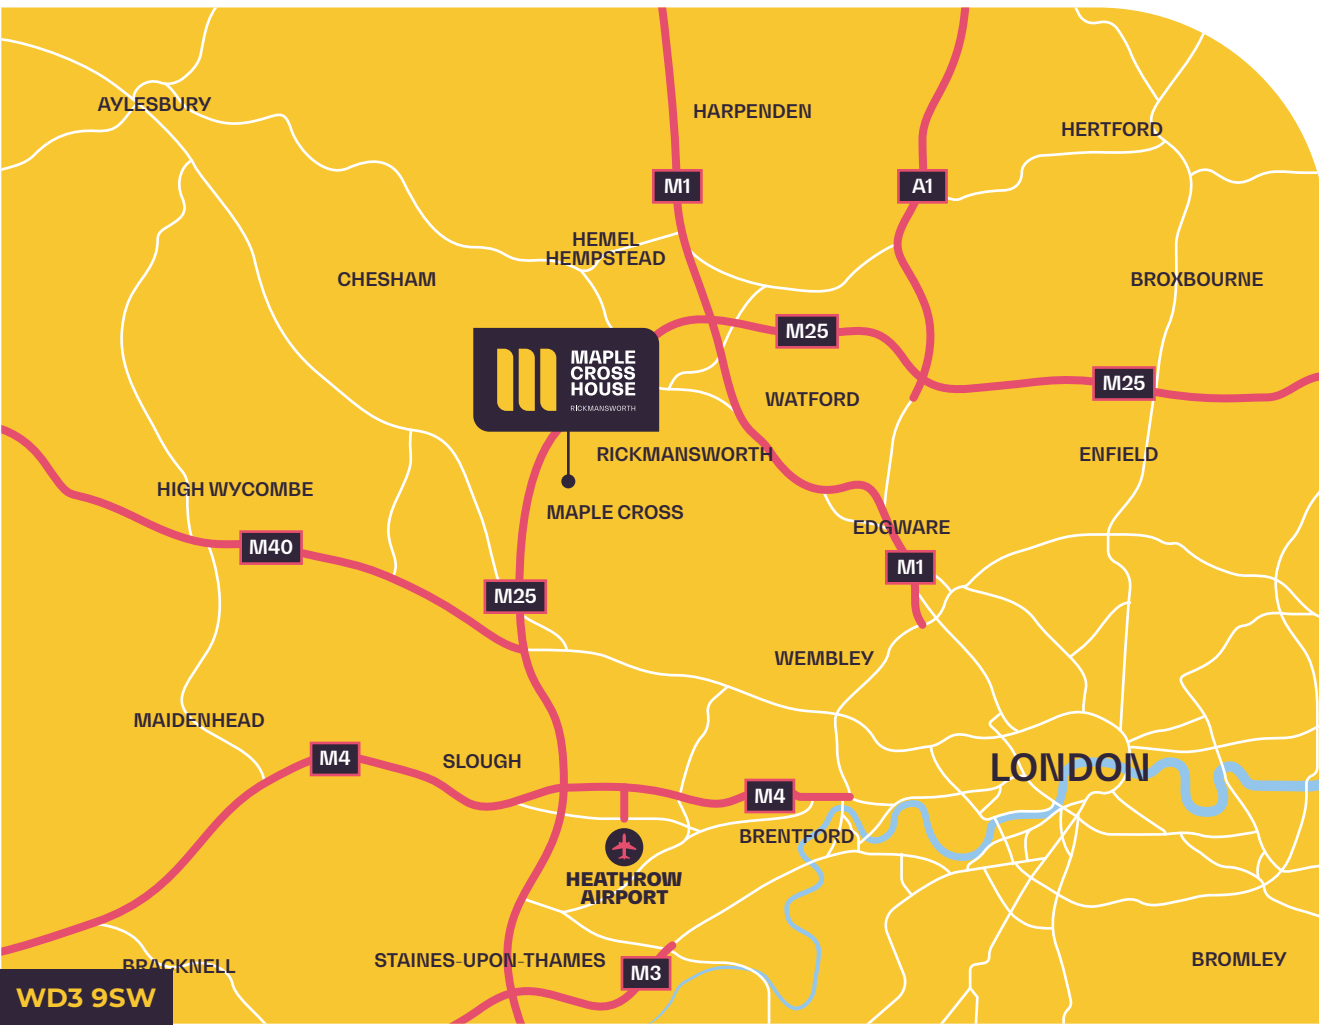 AYLESBURY
HARPENDEN
HERTFORD
M1
A1
HEMEL
HEMPSTEAD
CHESHAM
BROXBOURNE
M25
MAPLE
CROSS
HOUSE
RICKMANSWORTH
M25
WATFORD
RICKMANSWORTH
ENFIELD
HIGH WYCOMBE
MAPLE CROSS
EDGWARE
M40
M1
M25
WEMBLEY
MAIDENHEAD
M4
SLOUGH
LONDON
M4
BRENTFORD
HEATHROW
AIRPORT
BRACKNELL
STAINES-UPON-THAMES
M3
BROMLEY
WD3 9SW